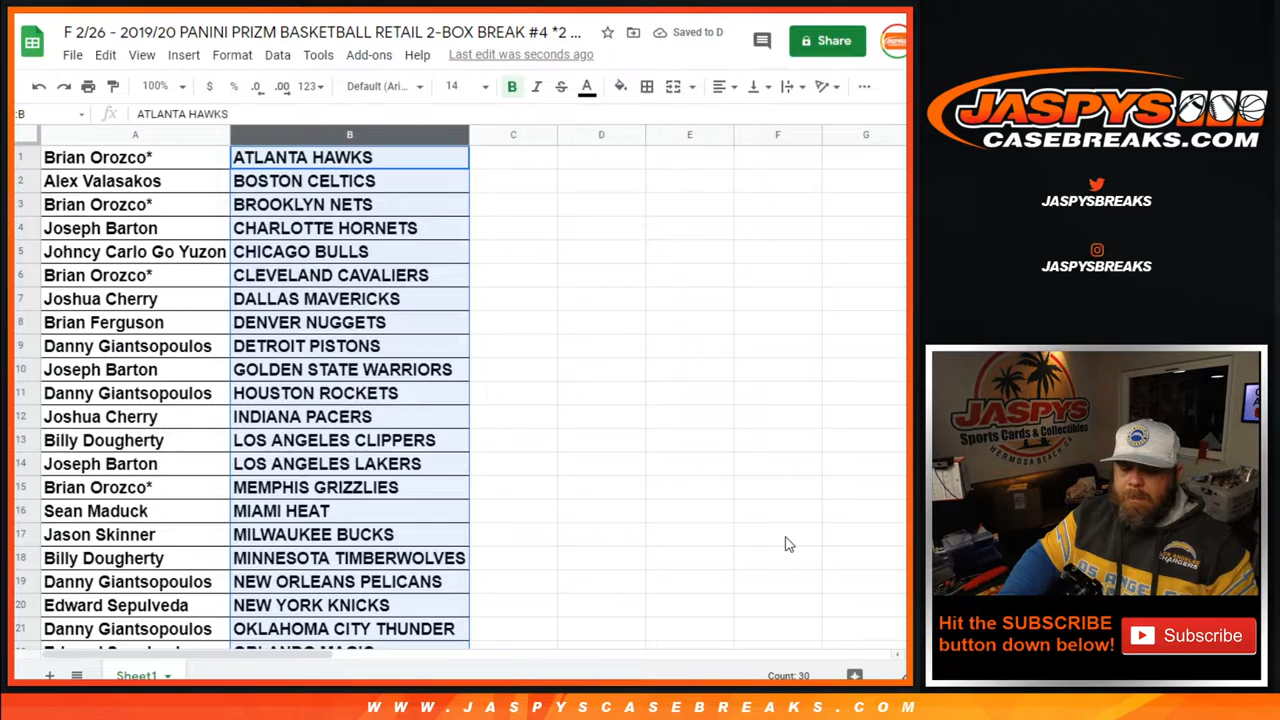 F 2/26 - 2019/20 PANINI PRIZM BASKETBALL RETAIL 2-BOX BREAK #4 *2 ...
Saved to D
Share
File Edit View Insert Format Data Tools Add-ons Help Last edit was seconds ago
100% $ % .0 .00 123 Default (Ari... 14 B I S A
:B fx ATLANTA HAWKS
A B C D E F G
1 Brian Orozco* ATLANTA HAWKS
2 Alex Valasakos BOSTON CELTICS
3 Brian Orozco* BROOKLYN NETS
4 Joseph Barton CHARLOTTE HORNETS
5 Johncy Carlo Go Yuzon CHICAGO BULLS
6 Brian Orozco* CLEVELAND CAVALIERS
7 Joshua Cherry DALLAS MAVERICKS
8 Brian Ferguson DENVER NUGGETS
9 Danny Giantsopoulos DETROIT PISTONS
10 Joseph Barton GOLDEN STATE WARRIORS
11 Danny Giantsopoulos HOUSTON ROCKETS
12 Joshua Cherry INDIANA PACERS
13 Billy Dougherty LOS ANGELES CLIPPERS
14 Joseph Barton LOS ANGELES LAKERS
15 Brian Orozco* MEMPHIS GRIZZLIES
16 Sean Maduck MIAMI HEAT
17 Jason Skinner MILWAUKEE BUCKS
18 Billy Dougherty MINNESOTA TIMBERWOLVES
19 Danny Giantsopoulos NEW ORLEANS PELICANS
20 Edward Sepulveda NEW YORK KNICKS
21 Danny Giantsopoulos OKLAHOMA CITY THUNDER
Sheet1
Count: 30
JASPYS
CASEBREAKS.COM
JASPYSBREAKS
JASPYSBREAKS
JASPYS
Sports Cards & Collectibles
HERMOSA BEACH, CA
LOS ANGELES CHARGERS
LOS ANGEL
Hit the SUBSCRIBE
button down below!
Subscribe
WWW.JASPYSCASEBREAKS.COM